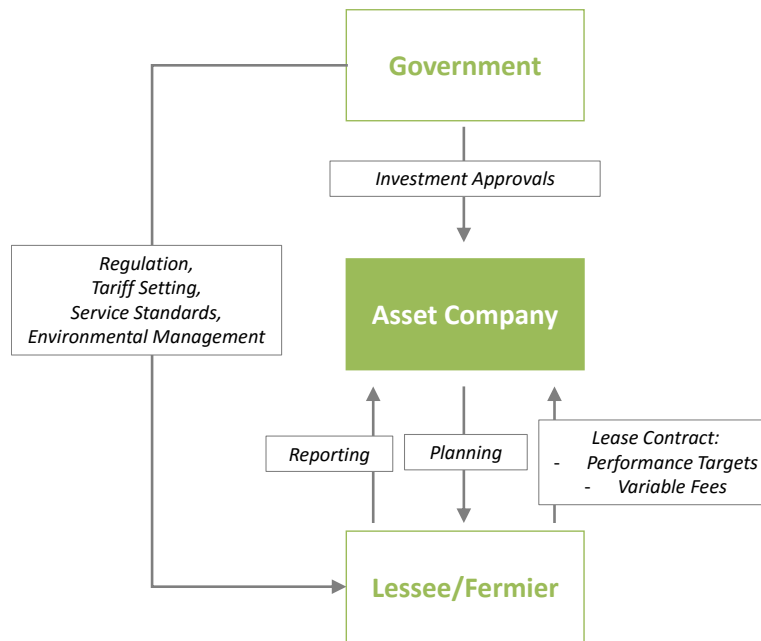 Government
Investment Approvals
Regulation,
Tariff Setting,
Service Standards,
Environmental Management
Asset Company
Reporting
Planning
Lease Contract:
- Performance Targets
- Variable Fees
Lessee/Fermier